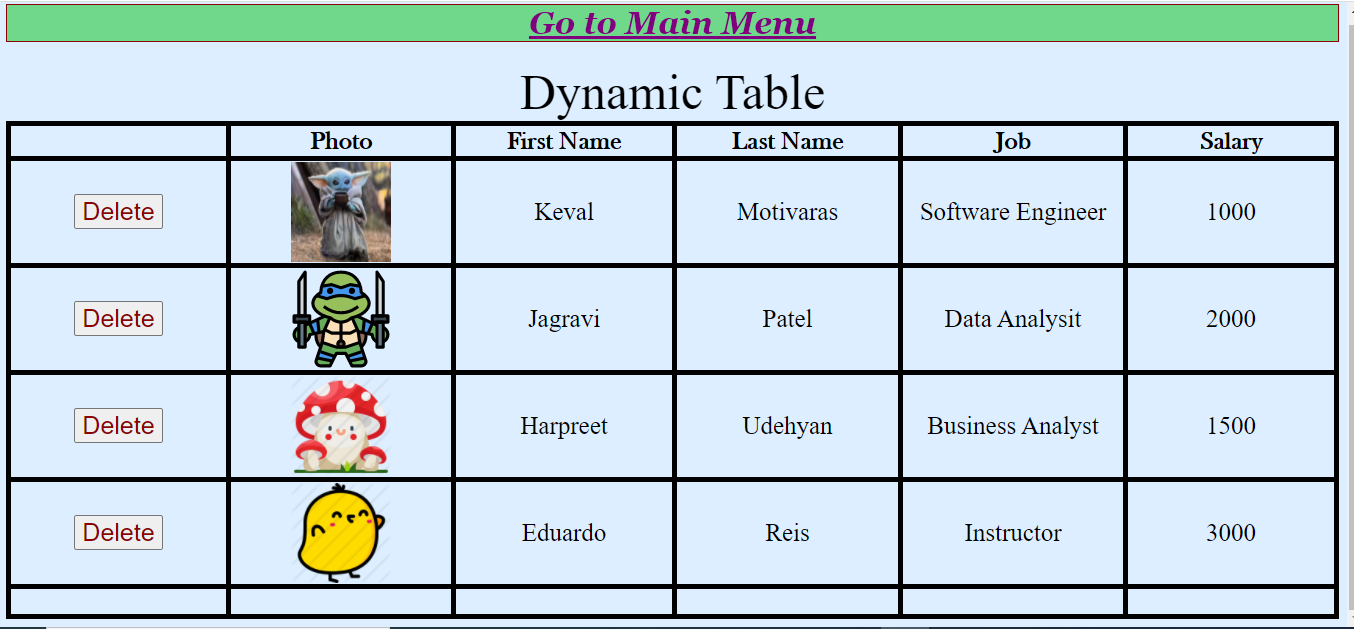 Go to Main Menu
Dynamic Table
Photo First Name Last Name Job Salary
Delete Keval Motivaras Software Engineer 1000
Delete Jagravi Patel Data Analysit 2000
Delete Harpreet Udehyan Business Analyst 1500
Delete Eduardo Reis Instructor 3000